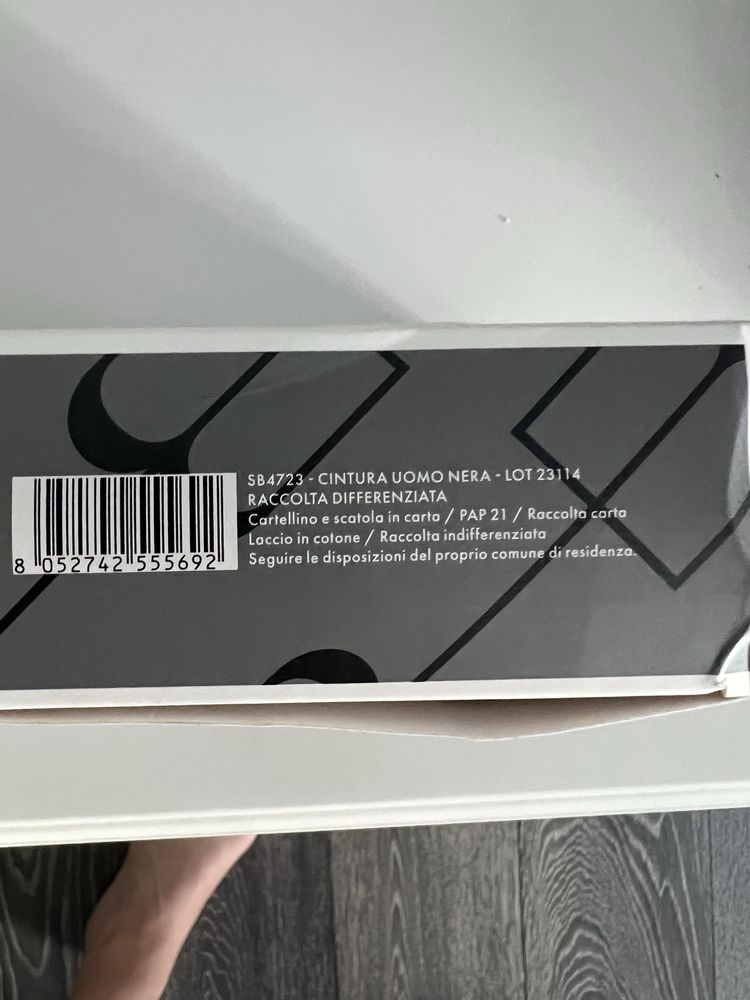 SB4723 - CINTURA UOMO NERA - LOT 23114
RACCOLTA DIFFERENZIATA
Cartellino e scatola in carta / PAP 21 / Raccolta carta
Laccio in cotone / Raccolta indifferenziata
Seguire le disposizioni del proprio comune di residenza.
8 052742 555692